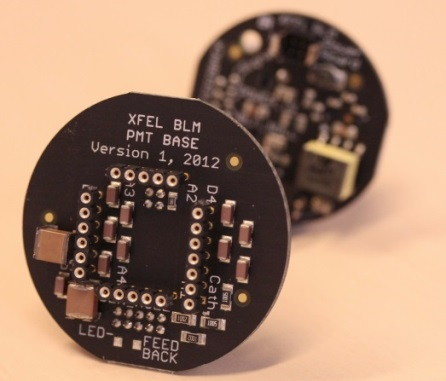 XFEL BLM
PMT BASE
Version 1, 2012
A3
A2
D4
A4
Cath
LED-
FEED
BACK